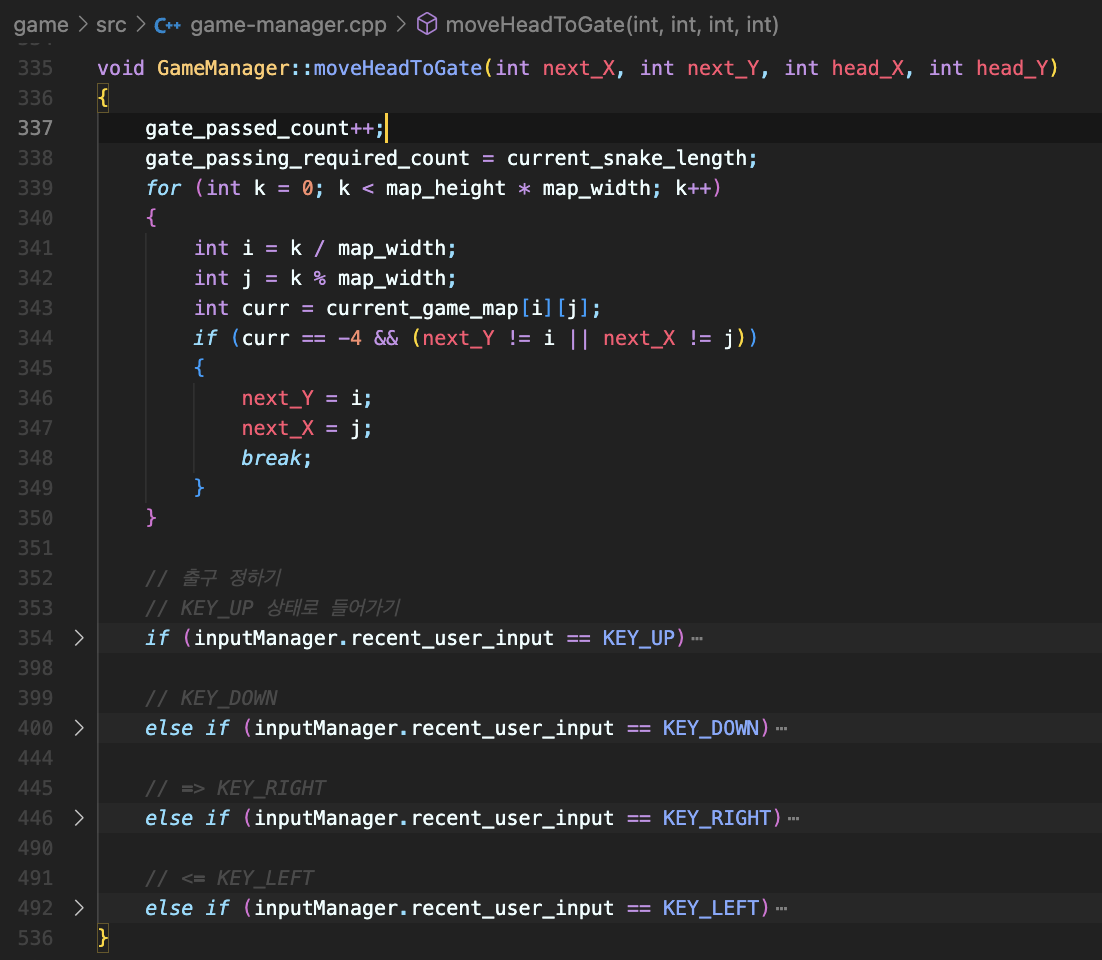 game > src > C++ game-manager.cpp > moveHeadToGate(int, int, int, int)
335 void GameManager::moveHeadToGate(int next_X, int next_Y, int head_X, int head_Y)
336 {
337     gate_passed_count++;
338     gate_passing_required_count = current_snake_length;
339     for (int k = 0; k < map_height * map_width; k++)
340     {
341         int i = k / map_width;
342         int j = k % map_width;
343         int curr = current_game_map[i][j];
344         if (curr == -4 && (next_Y != i || next_X != j))
345         {
346             next_Y = i;
347             next_X = j;
348             break;
349         }
350     }
351
352     // 출구 정하기
353     // KEY_UP 상태로 들어가기
354 >   if (inputManager.recent_user_input == KEY_UP) ⋯
398
399     // KEY_DOWN
400 >   else if (inputManager.recent_user_input == KEY_DOWN) ⋯
444
445     // => KEY_RIGHT
446 >   else if (inputManager.recent_user_input == KEY_RIGHT) ⋯
490
491     // <= KEY_LEFT
492 >   else if (inputManager.recent_user_input == KEY_LEFT) ⋯
536 }